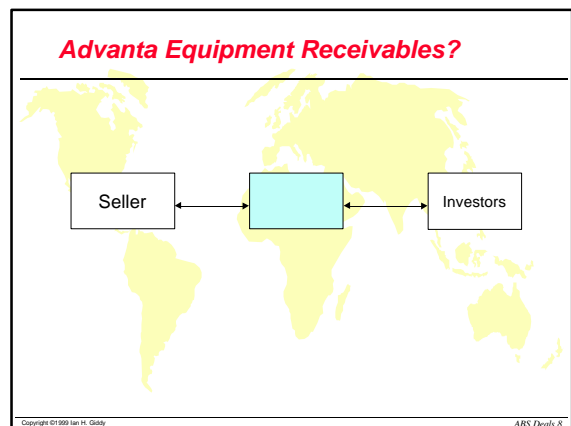 Advanta Equipment Receivables?
Seller
Investors
Copyright ©1999 Ian H. Giddy
ABS Deals 8